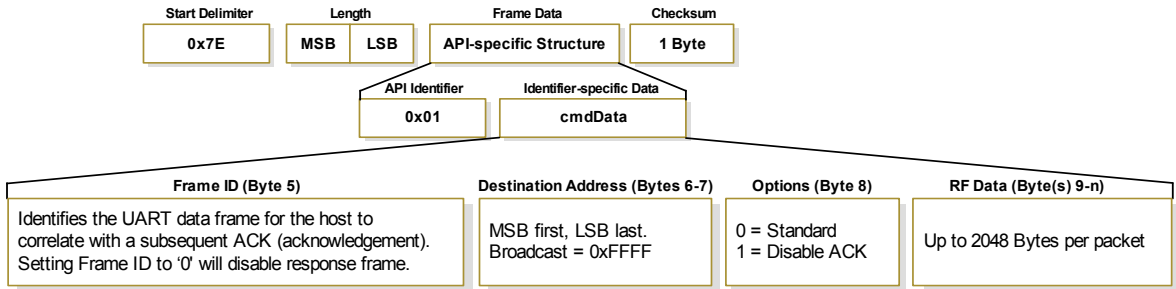 Start Delimiter
Length
Frame Data
Checksum
0x7E
MSB
LSB
API-specific Structure
1 Byte
API Identifier
Identifier-specific Data
0x01
cmdData
Frame ID (Byte 5)
Destination Address (Bytes 6-7)
Options (Byte 8)
RF Data (Byte(s) 9-n)
Identifies the UART data frame for the host to
correlate with a subsequent ACK (acknowledgement).
Setting Frame ID to ‘0' will disable response frame.
MSB first, LSB last.
Broadcast = 0xFFFF
0 = Standard
1 = Disable ACK
Up to 2048 Bytes per packet